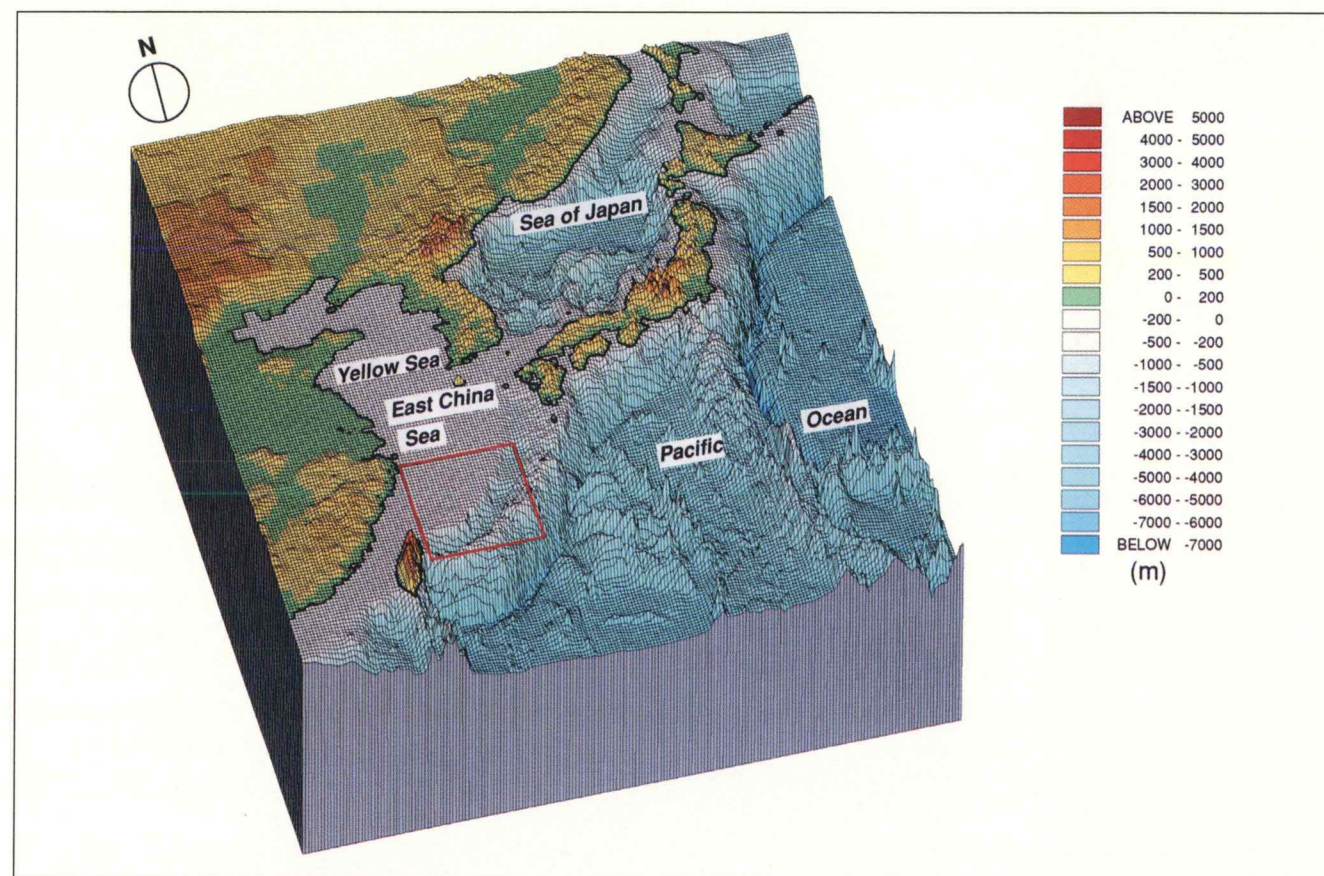 N
Sea of Japan
Yellow Sea
East China
Sea
Pacific
Ocean
ABOVE 5000
4000 - 5000
3000 - 4000
2000 - 3000
1500 - 2000
1000 - 1500
500 - 1000
200 - 500
0 - 200
-200 - 0
-500 - -200
-1000 - -500
-1500 - -1000
-2000 - -1500
-3000 - -2000
-4000 - -3000
-5000 - -4000
-6000 - -5000
-7000 - -6000
BELOW -7000
(m)